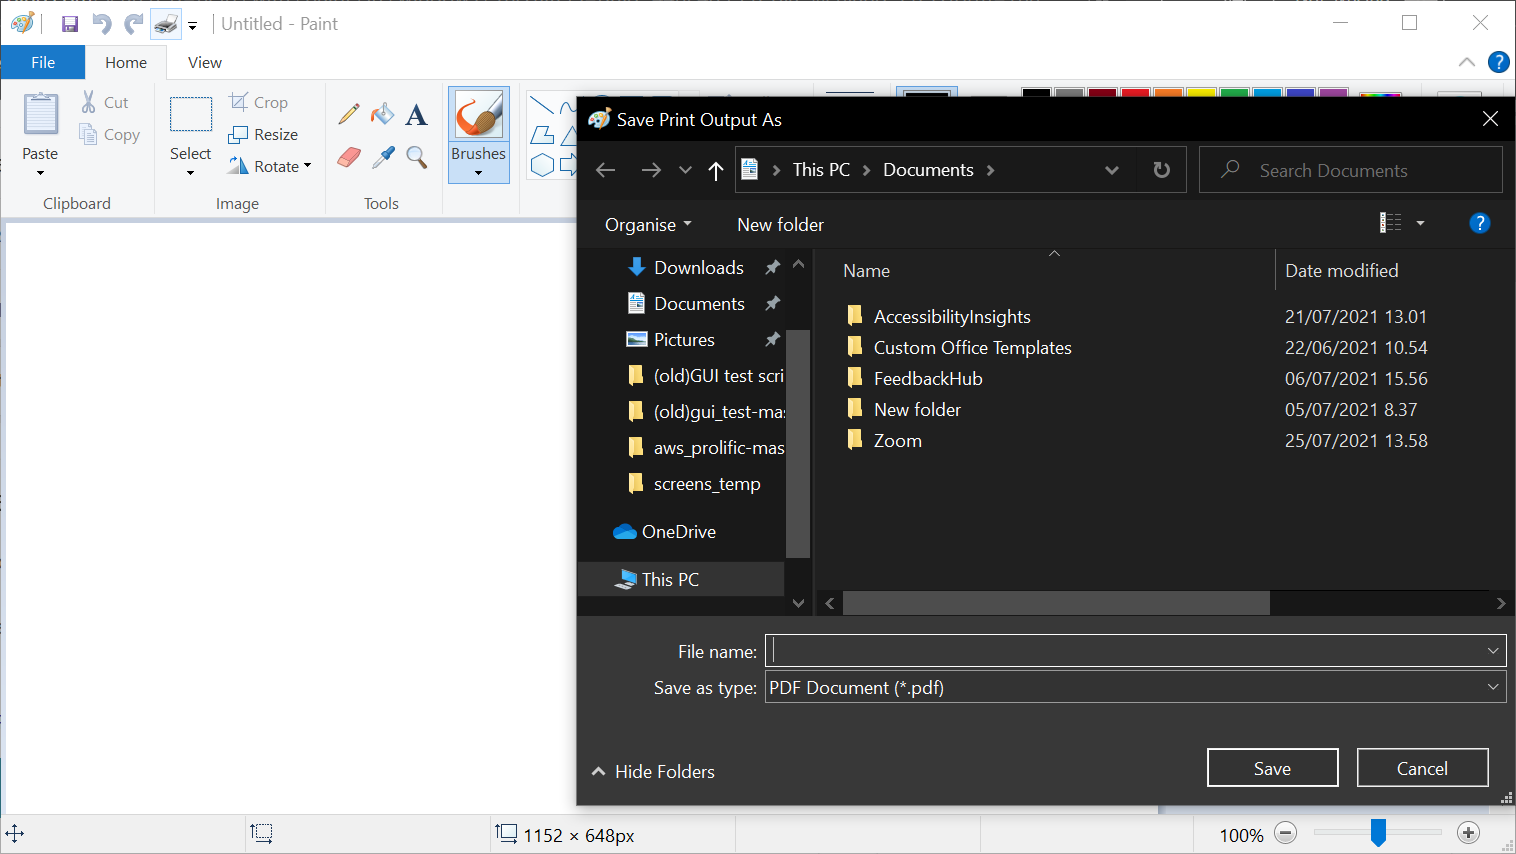 Untitled - Paint
File
Home
View
Paste
Cut
Copy
Clipboard
Select
Crop
Resize
Rotate
Image
A
Tools
Brushes
Save Print Output As
This PC
Documents
Search Documents
Organise
New folder
?
?
Downloads
Documents
Pictures
(old)GUI test scri
(old)gui_test-mas
aws_prolific-mas
screens_temp
OneDrive
This PC
Name
Date modified
AccessibilityInsights
21/07/2021 13.01
Custom Office Templates
22/06/2021 10.54
FeedbackHub
06/07/2021 15.56
New folder
05/07/2021 8.37
Zoom
25/07/2021 13.58
File name:
Save as type:
PDF Document (*.pdf)
Hide Folders
Save
Cancel
1152 × 648px
100%